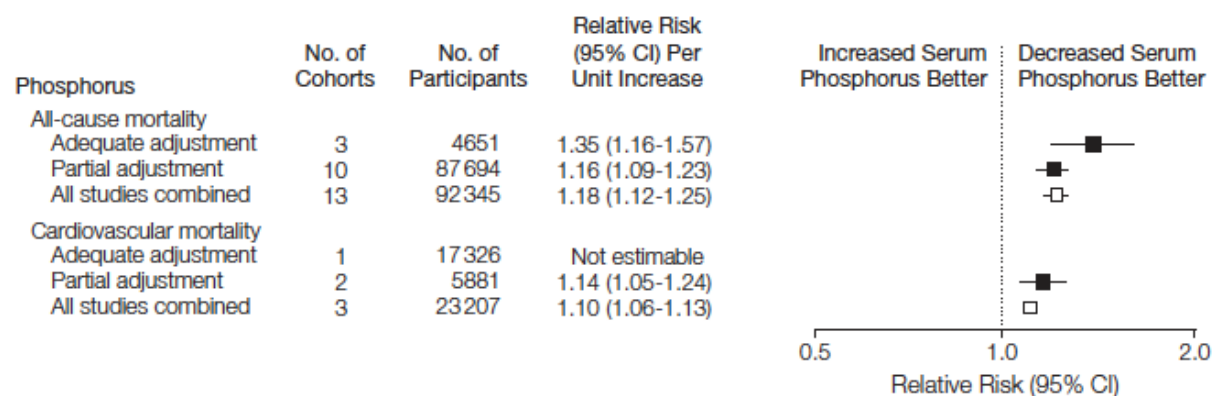 Relative Risk
No. of No. of (95% CI) Per Increased Serum Decreased Serum
Phosphorus Cohorts Participants Unit Increase Phosphorus Better Phosphorus Better
All-cause mortality
Adequate adjustment 3 4651 1.35 (1.16-1.57)
Partial adjustment 10 87694 1.16 (1.09-1.23)
All studies combined 13 92345 1.18 (1.12-1.25)
Cardiovascular mortality
Adequate adjustment 1 17326 Not estimable
Partial adjustment 2 5881 1.14 (1.05-1.24)
All studies combined 3 23207 1.10 (1.06-1.13)
0.5 1.0 2.0
Relative Risk (95% CI)